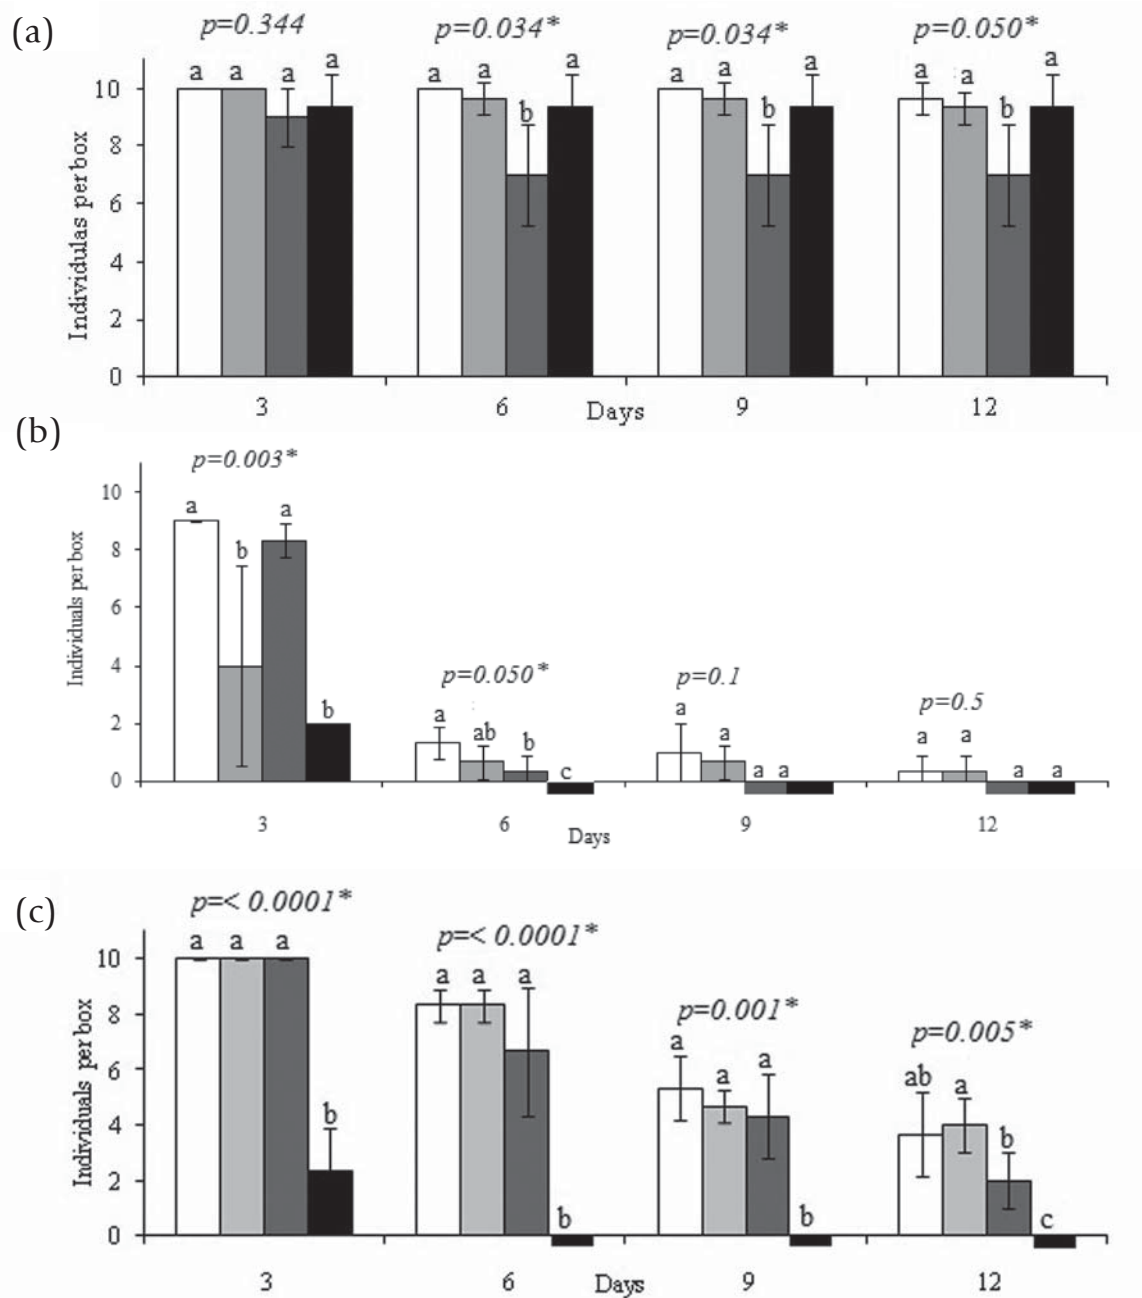 (a)
p=0.344 p=0.034* p=0.034* p=0.050*
a a a a a a b a a a b a a a b a
Individulas per box
10
8
6
4
2
0
3 6 9 12
Days
(b)
p=0.003*
p=0.050* p=0.1 p=0.5
a b a b a ab b c a a a a a a a a
Individuals per box
10
8
6
4
2
0
3 6 9 12
Days
(c)
p=< 0.0001* p=< 0.0001* p=0.001* p=0.005*
a a a b a a a b a a a b ab a b c
Individuals per box
10
8
6
4
2
0
3 6 9 12
Days